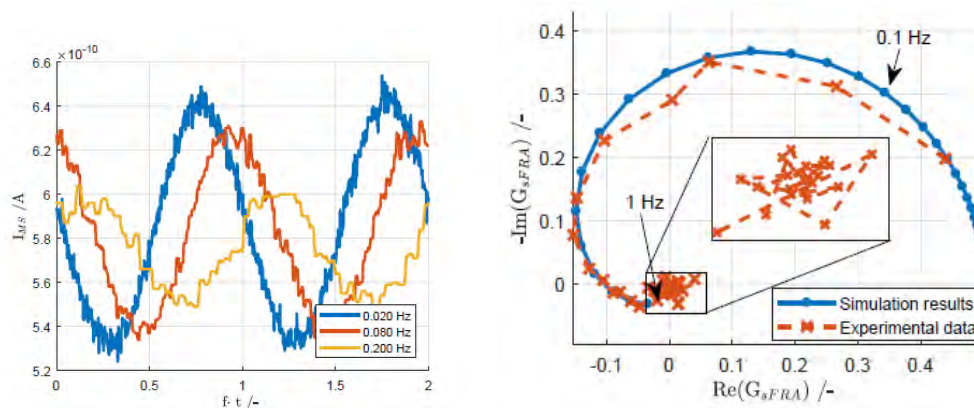 ×10⁻¹⁰
6.6
6.4
6.2
6
5.8
5.6
5.4
5.2
I_MS /A
0
0.5
1
1.5
2
f· t /-
0.020 Hz
0.080 Hz
0.200 Hz
-Im(G_sFRA) /-
0.4
0.3
0.2
0.1
0
0.1 Hz
1 Hz
Simulation results
Experimental data
-0.1
0
0.1
0.2
0.3
0.4
Re(G_sFRA) /-